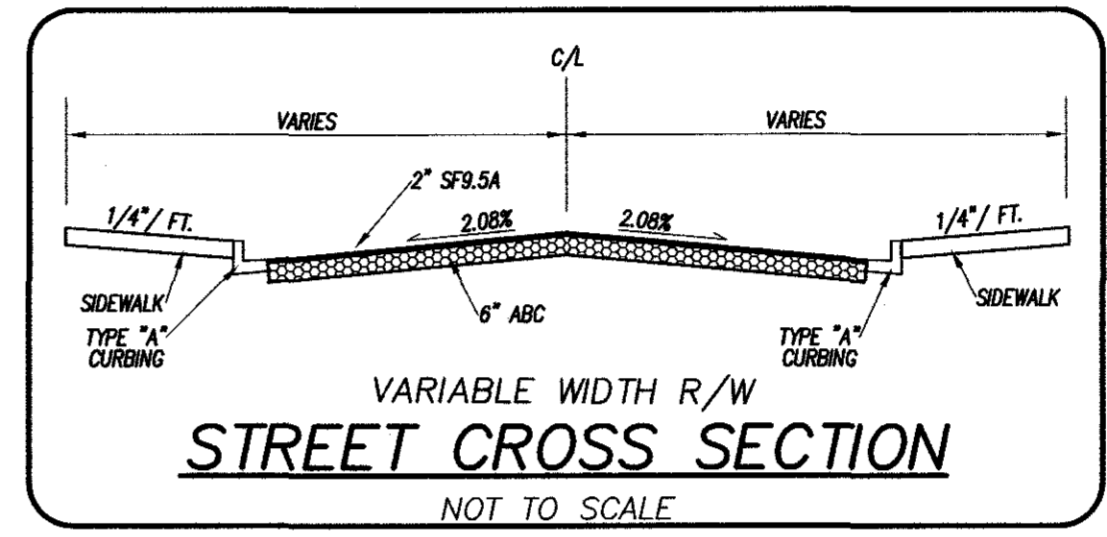 C/L
VARIES
VARIES
2" SF9.5A
1/4"/ FT.
2.08%
2.08%
1/4"/ FT.
SIDEWALK
6" ABC
SIDEWALK
TYPE "A"
CURBING
TYPE "A"
CURBING
VARIABLE WIDTH R/W
STREET CROSS SECTION
NOT TO SCALE